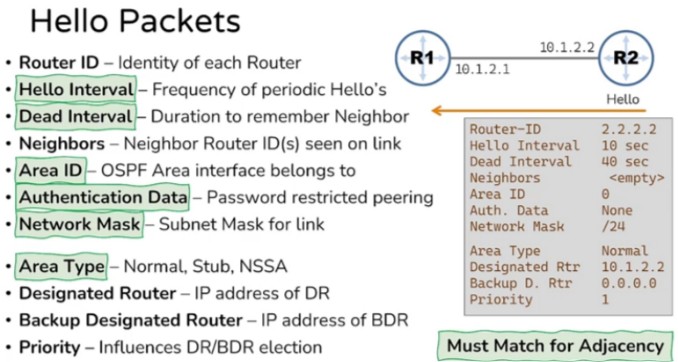 Hello Packets
• Router ID – Identity of each Router
• Hello Interval – Frequency of periodic Hello's
• Dead Interval – Duration to remember Neighbor
• Neighbors – Neighbor Router ID(s) seen on link
• Area ID – OSPF Area interface belongs to
• Authentication Data – Password restricted peering
• Network Mask – Subnet Mask for link
• Area Type – Normal, Stub, NSSA
• Designated Router – IP address of DR
• Backup Designated Router – IP address of BDR
• Priority – Influences DR/BDR election
R1
10.1.2.1
10.1.2.2
R2
Hello
Router-ID 2.2.2.2
Hello Interval 10 sec
Dead Interval 40 sec
Neighbors <empty>
Area ID 0
Auth. Data None
Network Mask /24
Area Type Normal
Designated Rtr 10.1.2.2
Backup D. Rtr 0.0.0.0
Priority 1
Must Match for Adjacency